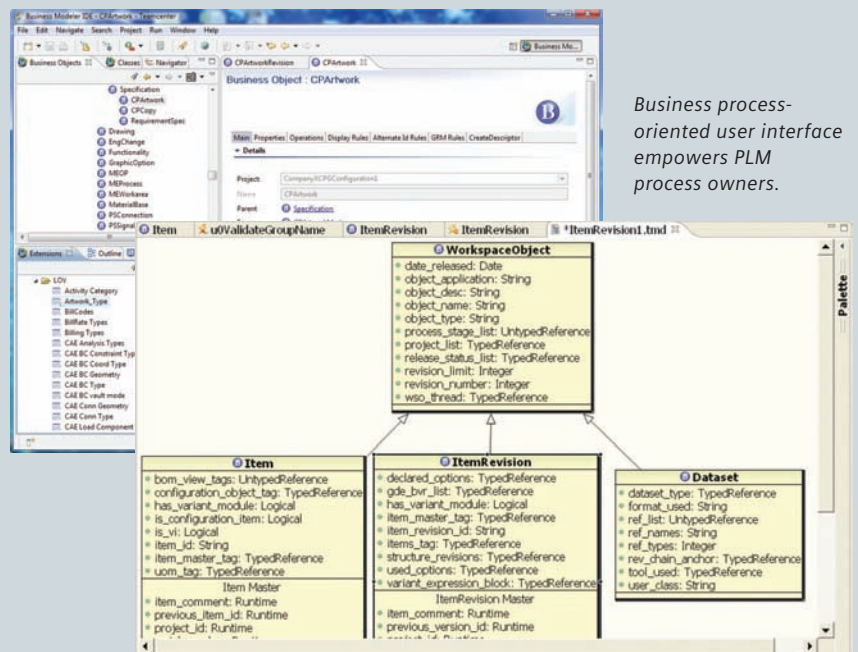 Business Modeler IDE - CPArtwork - Teamcenter
File Edit Navigate Search Project Run Window Help
Business Mo...
Business Objects
Classes
Navigator
Specification
CPArtwork
CPCopy
RequirementSpec
Drawing
EngChange
Functionality
GraphicOption
MEOP
MEProcess
MEWorkarea
MaterialBase
PSConnection
PSSignal
CPArtworkRevision
CPArtwork
Business Object : CPArtwork
Main Properties Operations Display Rules Alternate Id Rules GRM Rules CreateDescriptor
Details
Project
CompanyXCPGConfiguration1
Name
CPArtwork
Parent
Specification
Business process-
oriented user interface
empowers PLM
process owners.
Extensions
Outline
LOV
Activity Category
Artwork_Type
BillCodes
BillRate Types
Billing Types
CAE Analysis Types
CAE BC Constraint Typ
CAE BC Coord Type
CAE BC Geometry
CAE BC Type
CAE BC vault mode
CAE Conn Geometry
CAE Conn Type
CAE Load Component
Item
u0ValidateGroupName
ItemRevision
ItemRevision
*ItemRevision1.tmd
Palette
WorkspaceObject
date_released: Date
object_application: String
object_desc: String
object_name: String
object_type: String
process_stage_list: UntypedReference
project_list: TypedReference
release_status_list: TypedReference
revision_limit: Integer
revision_number: Integer
wso_thread: TypedReference
Item
bom_view_tags: UntypedReference
configuration_object_tag: TypedReference
has_variant_module: Logical
is_configuration_item: Logical
is_vi: Logical
item_id: String
item_master_tag: TypedReference
uom_tag: TypedReference
Item Master
item_comment: Runtime
previous_item_id: Runtime
project_id: Runtime
ItemRevision
declared_options: TypedReference
gde_bvr_list: TypedReference
has_variant_module: Logical
item_master_tag: TypedReference
item_revision_id: String
items_tag: TypedReference
structure_revisions: TypedReference
used_options: TypedReference
variant_expression_block: TypedReference
ItemRevision Master
item_comment: Runtime
previous_version_id: Runtime
Dataset
dataset_type: TypedReference
format_used: String
ref_list: UntypedReference
ref_names: String
ref_types: Integer
rev_chain_anchor: TypedReference
tool_used: TypedReference
user_class: String